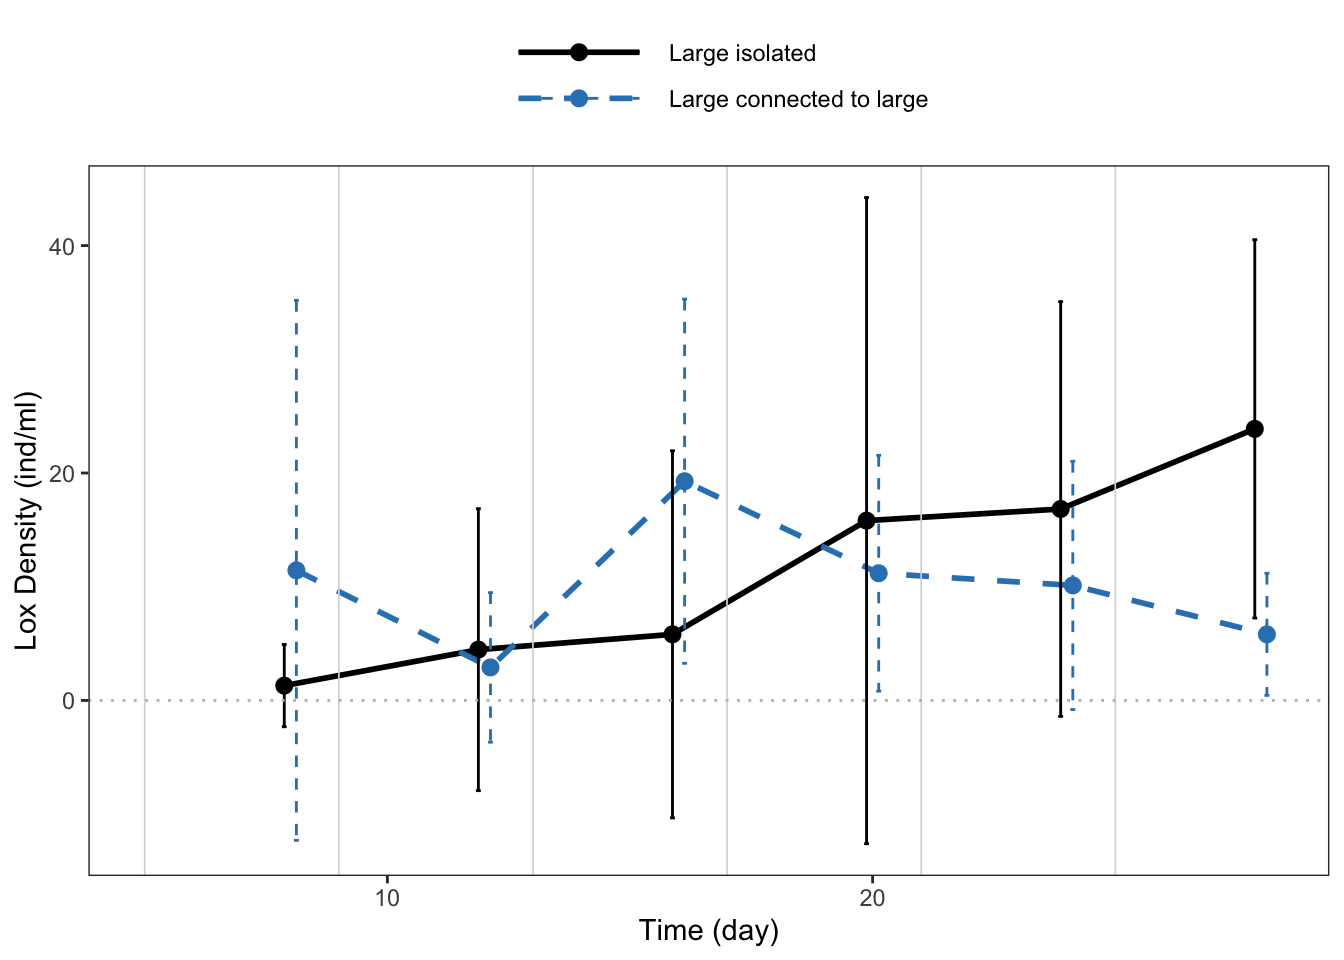 Large isolated
Large connected to large
Lox Density (ind/ml)
40
20
0
10
20
Time (day)